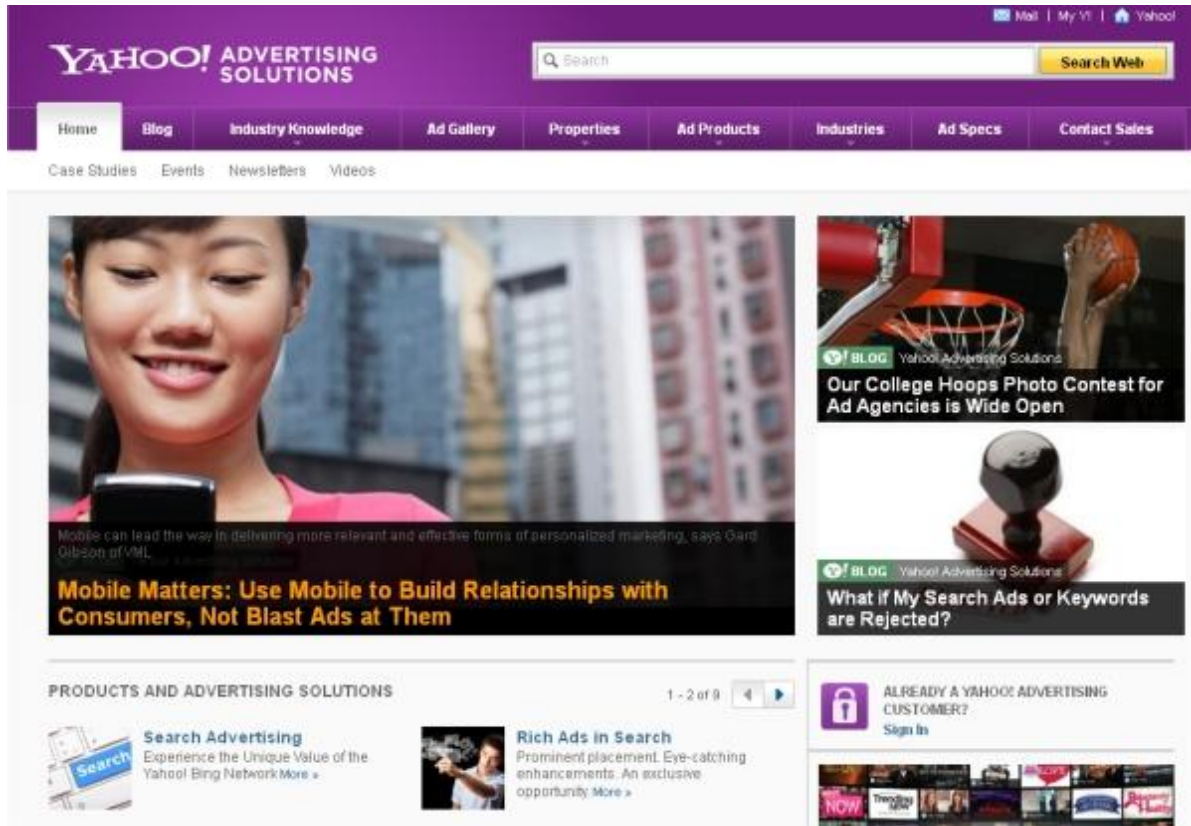 Mail | My Y! | Yahoo!
YAHOO! ADVERTISING
SOLUTIONS
Search
Search Web
Home Blog Industry Knowledge Ad Gallery Properties Ad Products Industries Ad Specs Contact Sales
Case Studies Events Newsletters Videos
Mobile can lead the way in delivering more relevant and effective forms of personalized marketing, says Gard
Gibson of VML
Mobile Matters: Use Mobile to Build Relationships with
Consumers, Not Blast Ads at Them
Y! BLOG Yahoo! Advertising Solutions
Our College Hoops Photo Contest for
Ad Agencies is Wide Open
Y! BLOG Yahoo! Advertising Solutions
What if My Search Ads or Keywords
are Rejected?
PRODUCTS AND ADVERTISING SOLUTIONS
1 - 2 of 9
Search
Search Advertising
Experience the Unique Value of the
Yahoo! Bing Network More »
Rich Ads in Search
Prominent placement. Eye-catching
enhancements. An exclusive
opportunity. More »
ALREADY A YAHOO! ADVERTISING
CUSTOMER?
Sign In
NOW
Trending
NOW